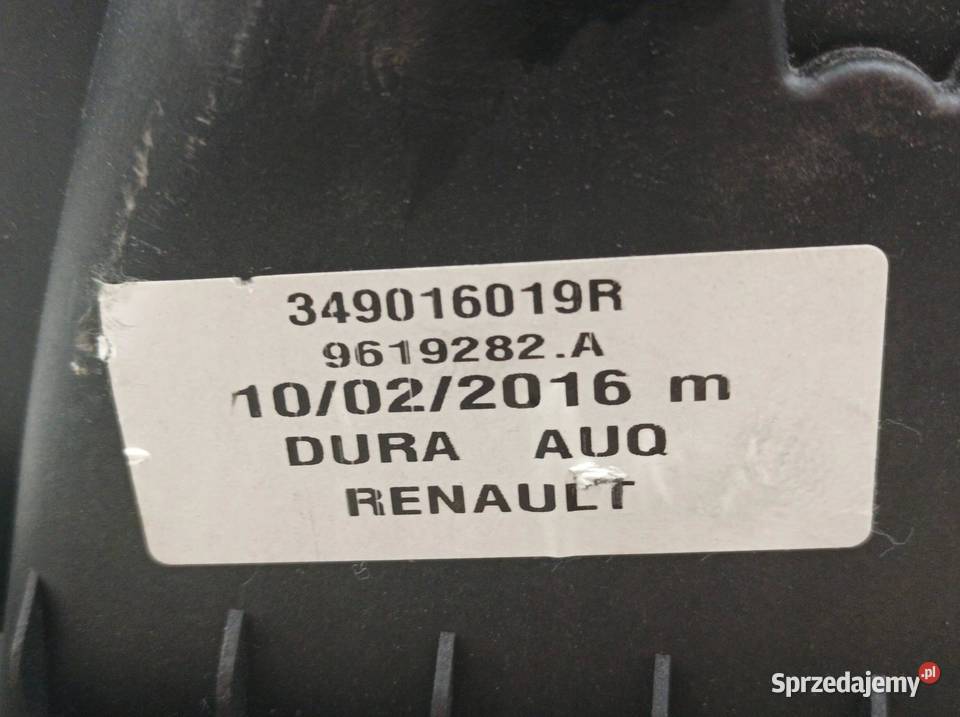 349016019R
9619282.A
10/02/2016 m
DURA AUQ
RENAULT
Sprzedajemy.pl